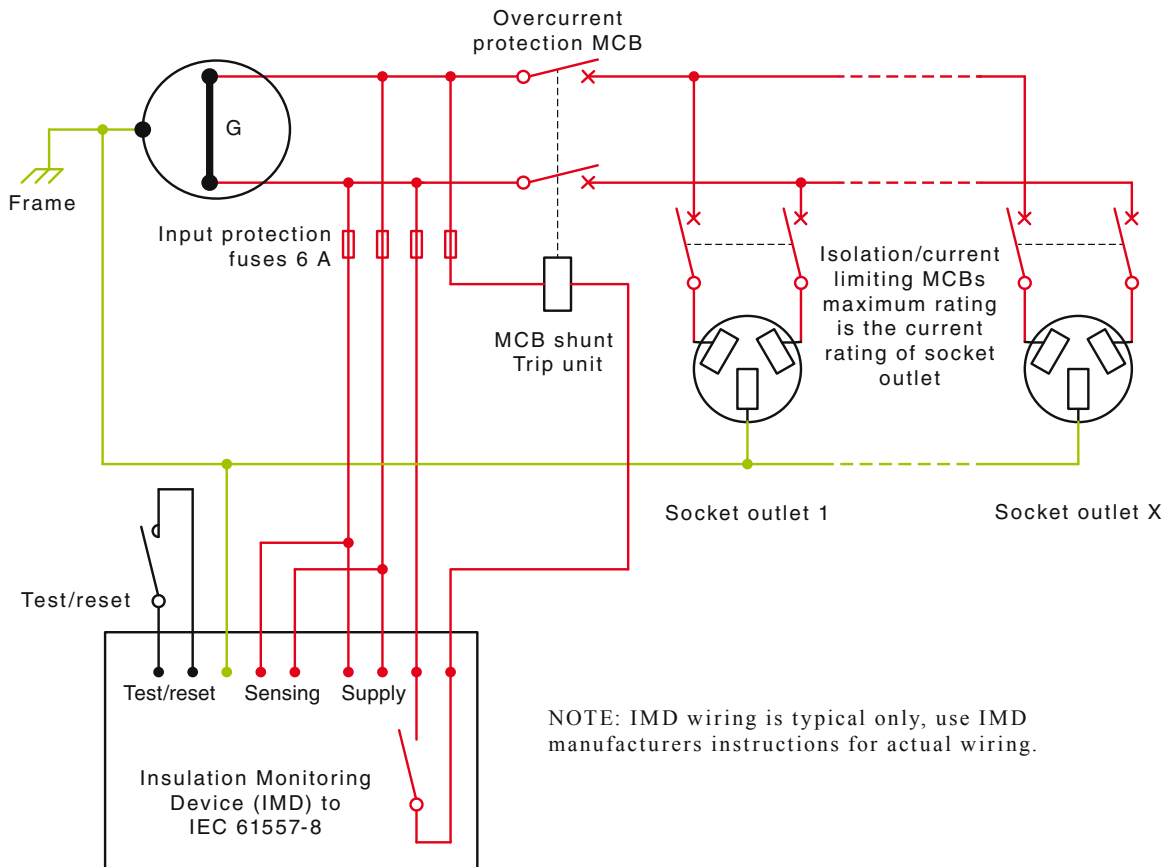 Overcurrent
protection MCB
G
Frame
Input protection
fuses 6 A
MCB shunt
Trip unit
Isolation/current
limiting MCBs
maximum rating
is the current
rating of socket
outlet
Socket outlet 1
Socket outlet X
Test/reset
Test/reset
Sensing
Supply
NOTE: IMD wiring is typical only, use IMD
manufacturers instructions for actual wiring.
Insulation Monitoring
Device (IMD) to
IEC 61557-8